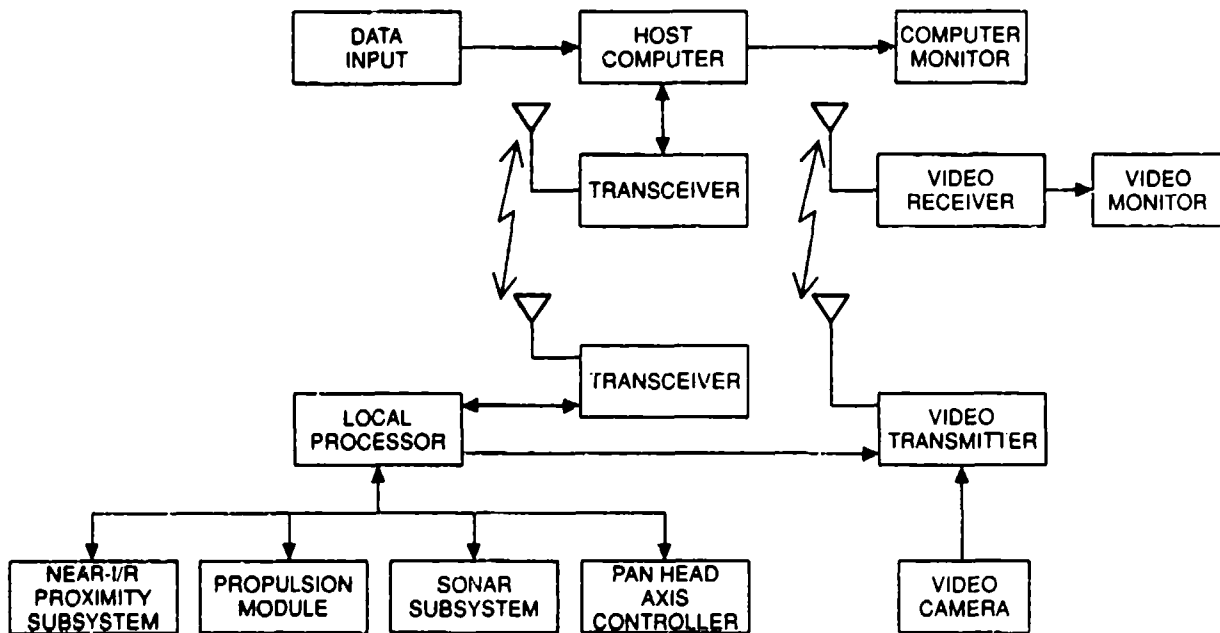 DATA
INPUT
HOST
COMPUTER
COMPUTER
MONITOR
TRANSCEIVER
VIDEO
RECEIVER
VIDEO
MONITOR
TRANSCEIVER
LOCAL
PROCESSOR
VIDEO
TRANSMITTER
NEAR-I/R
PROXIMITY
SUBSYSTEM
PROPULSION
MODULE
SONAR
SUBSYSTEM
PAN HEAD
AXIS
CONTROLLER
VIDEO
CAMERA